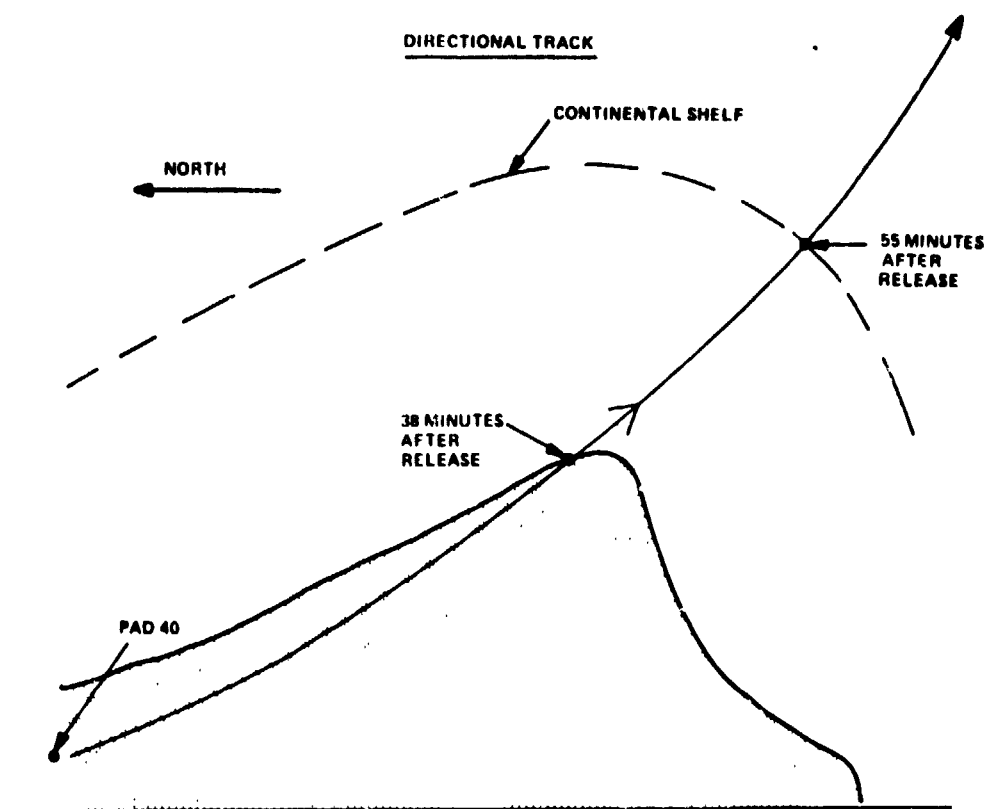 DIRECTIONAL TRACK
CONTINENTAL SHELF
NORTH
55 MINUTES
AFTER
RELEASE
38 MINUTES
AFTER
RELEASE
PAD 40